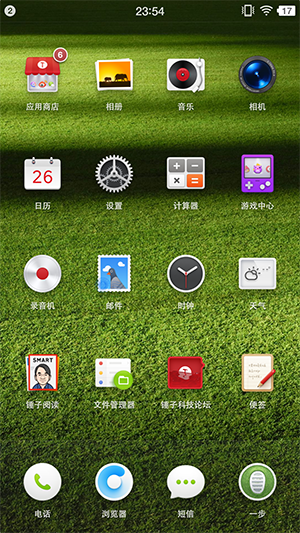 2 23:54 17
6
应用商店 相册 音乐 相机
26
日历 设置 计算器 游戏中心
录音机 邮件 时钟 天气
SMART
锤子阅读 文件管理器 锤子科技论坛 便签
电话 浏览器 短信 一步